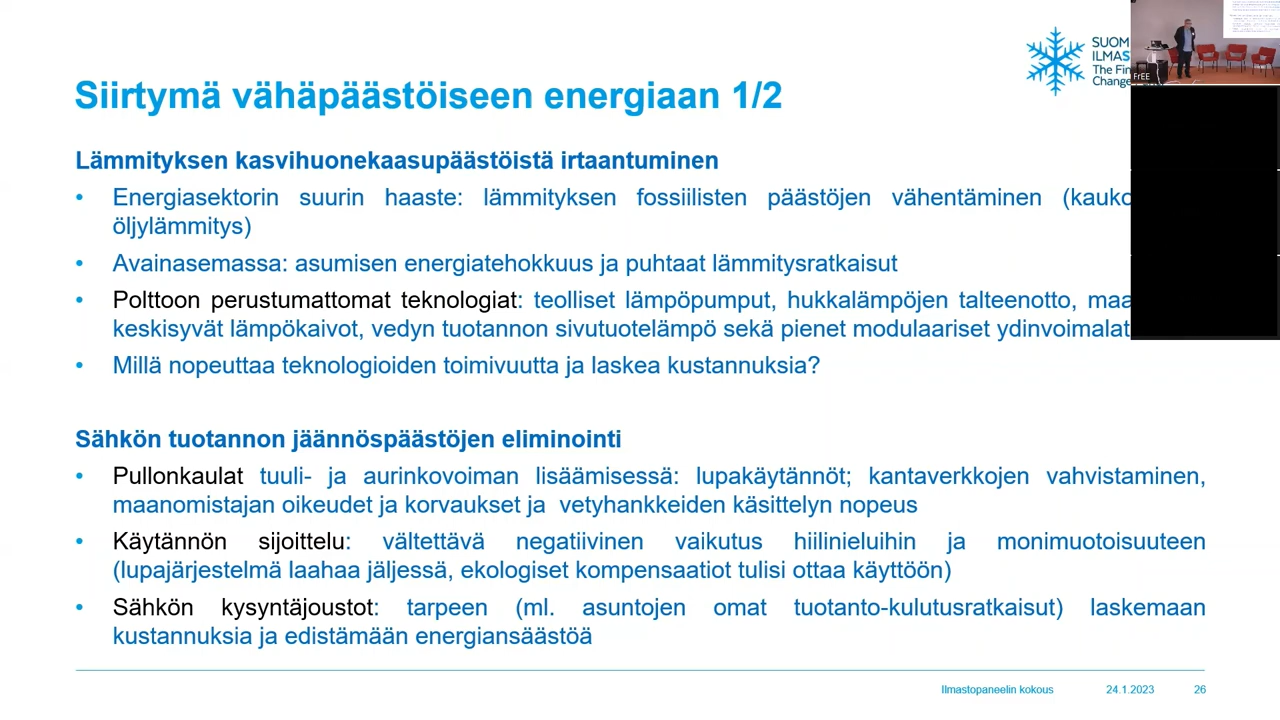 Siirtymä vähäpäästöiseen energiaan 1/2
SUOM
ILMAS
The Fin
Change
FrEE
Lämmityksen kasvihuonekaasupäästöistä irtaantuminen
• Energiasektorin suurin haaste: lämmityksen fossiilisten päästöjen vähentäminen (kauko
öljylämmitys)
• Avainasemassa: asumisen energiatehokkuus ja puhtaat lämmitysratkaisut
• Polttoon perustumattomat teknologiat: teolliset lämpöpumput, hukkalämpöjen talteenotto, maa
keskisyvät lämpökaivot, vedyn tuotannon sivutuotelämpö sekä pienet modulaariset ydinvoimalat
• Millä nopeuttaa teknologioiden toimivuutta ja laskea kustannuksia?
Sähkön tuotannon jäännöspäästöjen eliminointi
• Pullonkaulat tuuli- ja aurinkovoiman lisäämisessä: lupakäytännöt; kantaverkkojen vahvistaminen,
maanomistajan oikeudet ja korvaukset ja vetyhankkeiden käsittelyn nopeus
• Käytännön sijoittelu: vältettävä negatiivinen vaikutus hiilinieluihin ja monimuotoisuuteen
(lupajärjestelmä laahaa jäljessä, ekologiset kompensaatiot tulisi ottaa käyttöön)
• Sähkön kysyntäjoustot: tarpeen (ml. asuntojen omat tuotanto-kulutusratkaisut) laskemaan
kustannuksia ja edistämään energiansäästöä
Ilmastopaneelin kokous 24.1.2023 26